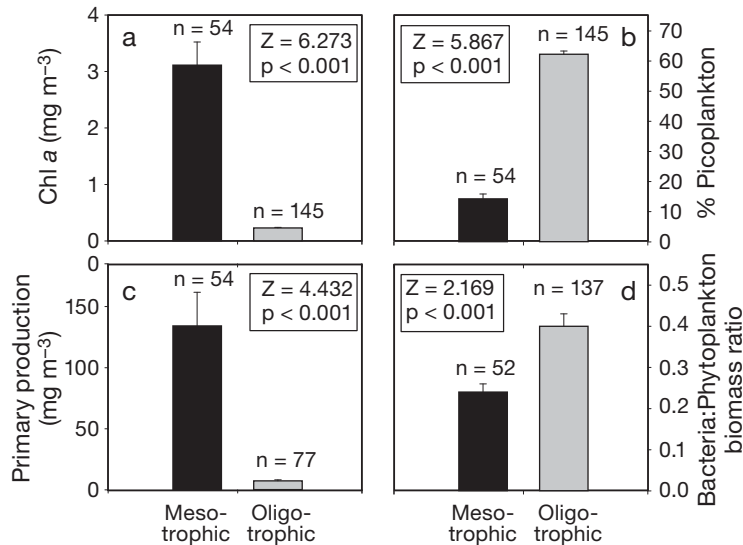 a
n = 54
Z = 6.273
p < 0.001
n = 145
4
3
2
1
0
Chl a (mg m–3)
b
Z = 5.867
p < 0.001
n = 145
n = 54
70
60
50
40
30
20
10
0
% Picoplankton
c
n = 54
Z = 4.432
p < 0.001
n = 77
0
150
100
50
0
Primary production
(mg m–3)
Meso-
trophic
Oligo-
trophic
d
Z = 2.169
p < 0.001
n = 137
n = 52
0.5
0.4
0.3
0.2
0.1
0.0
Bacteria:Phytoplankton
biomass ratio
Meso-
trophic
Oligo-
trophic